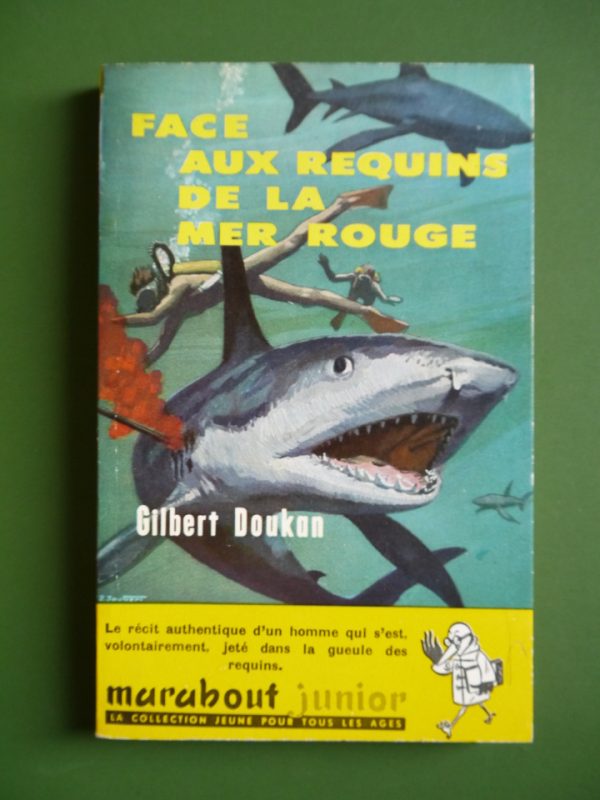 FACE
AUX REQUINS
DE LA
MER ROUGE
Gilbert Doukan
Le récit authentique d'un homme qui s'est,
volontairement, jeté dans la gueule des
requins.
marabout junior
LA COLLECTION JEUNE POUR TOUS LES AGES